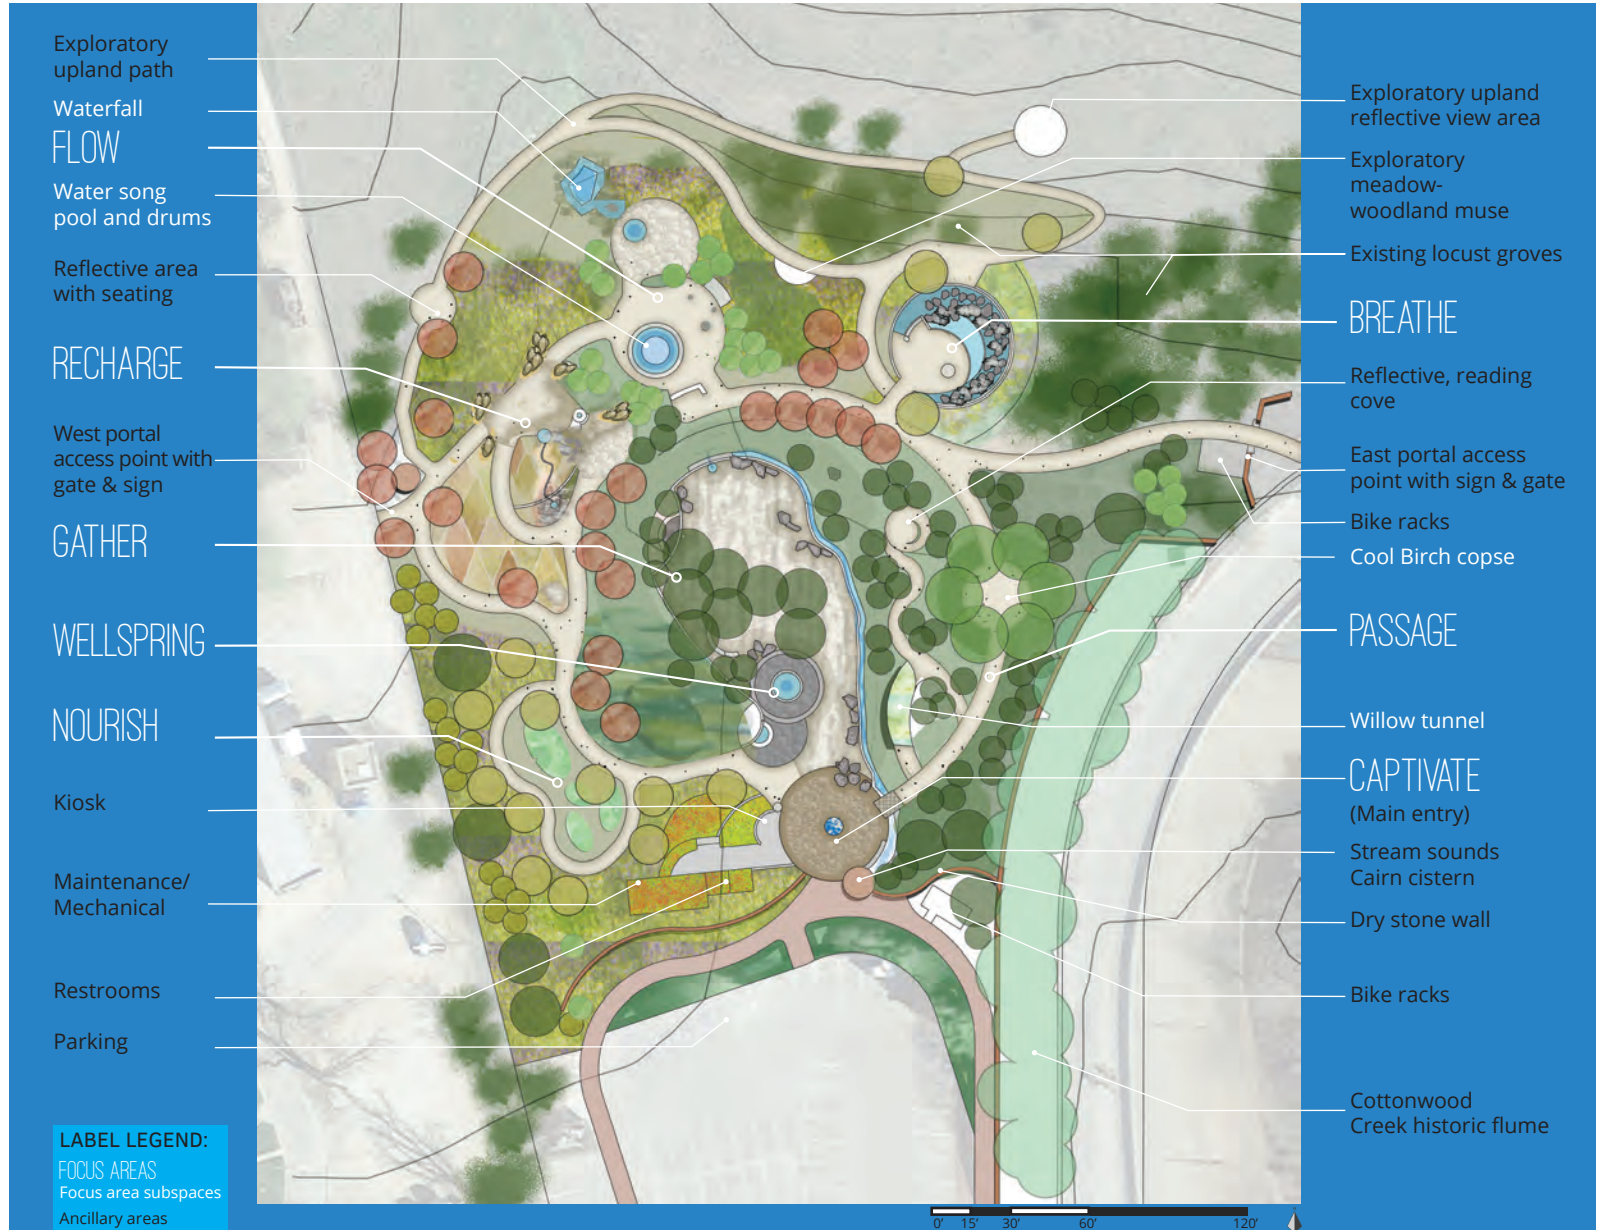 Exploratory
upland path
Waterfall
FLOW
Water song
pool and drums
Reflective area
with seating
RECHARGE
West portal
access point with
gate & sign
GATHER
WELLSPRING
NOURISH
Kiosk
Maintenance/
Mechanical
Restrooms
Parking
LABEL LEGEND:
FOCUS AREAS
Focus area subspaces
Ancillary areas
Exploratory upland
reflective view area
Exploratory
meadow-
woodland muse
Existing locust groves
BREATHE
Reflective, reading
cove
East portal access
point with sign & gate
Bike racks
Cool Birch copse
PASSAGE
Willow tunnel
CAPTIVATE
(Main entry)
Stream sounds
Cairn cistern
Dry stone wall
Bike racks
Cottonwood
Creek historic flume
0' 15' 30' 60' 120'